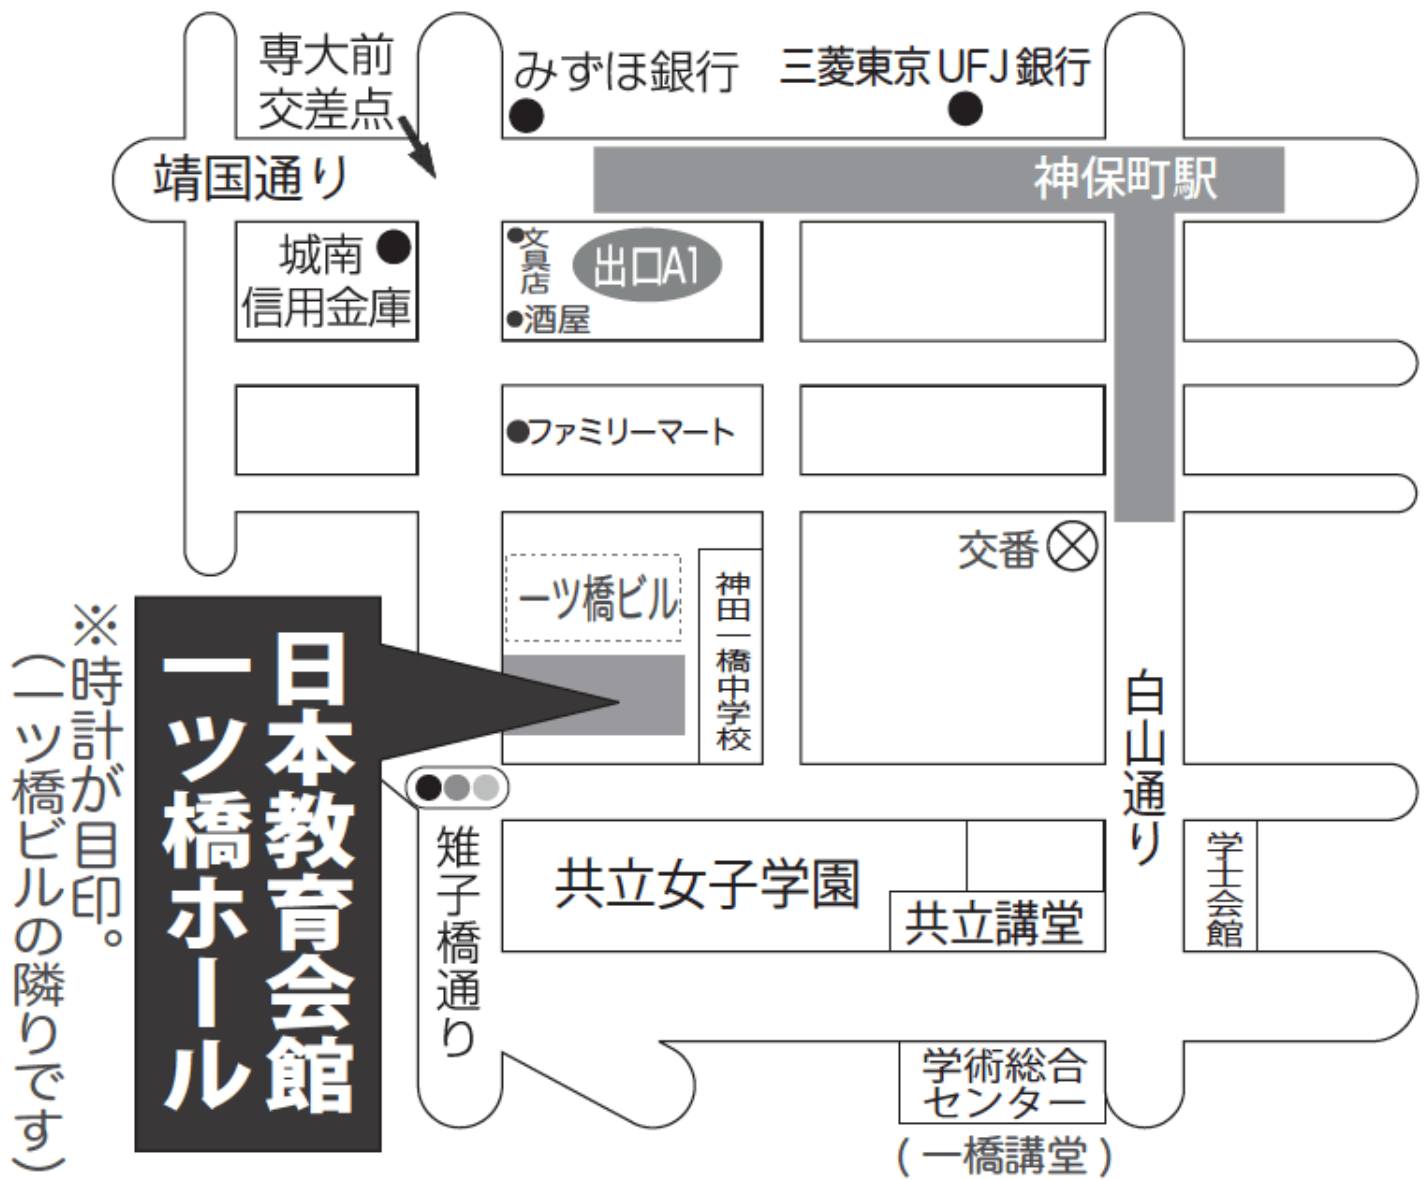 専大前
交差点
みずほ銀行
三菱東京UFJ銀行
靖国通り
神保町駅
城南
信用金庫
文具店
出口A1
酒屋
ファミリーマート
交番
一ツ橋ビル
神田一橋中学校
日本教育会館
一ツ橋ホール
※時計が目印。
(一ツ橋ビルの隣りです)
白山通り
雉子橋通り
共立女子学園
共立講堂
学士会館
学術総合
センター
(一橋講堂)